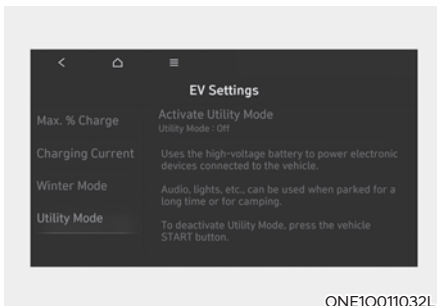 EV Settings
Max. % Charge
Charging Current
Winter Mode
Utility Mode
Activate Utility Mode
Utility Mode : Off
Uses the high-voltage battery to power electronic
devices connected to the vehicle.
Audio, lights, etc., can be used when parked for a
long time or for camping.
To deactivate Utility Mode, press the vehicle
START button.
ONE1Q011032L